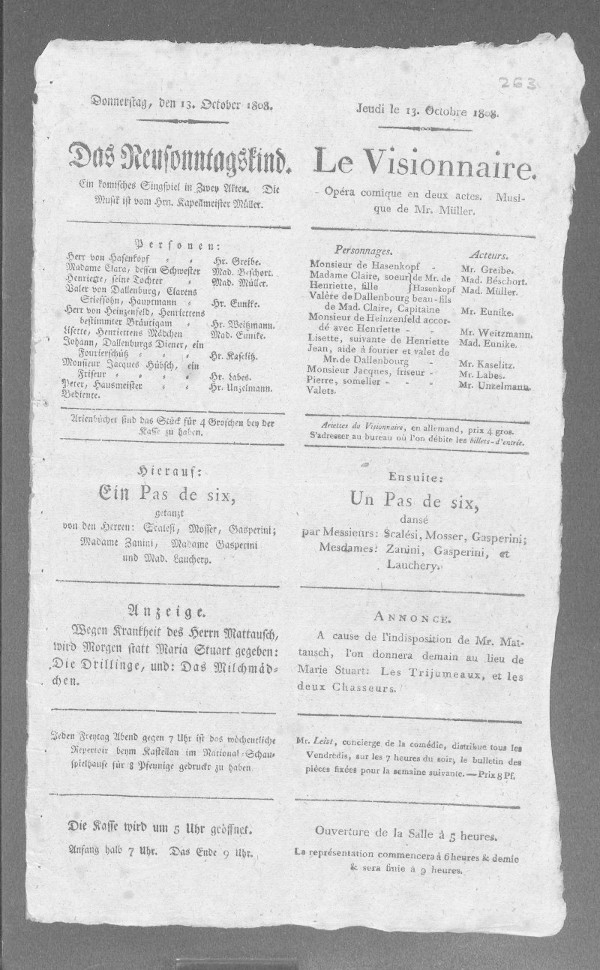 263
Donnerstag, den 13. October 1808.
Das Neusonntagskind.
Ein komisches Singspiel in Zwey Akten. Die
Musik ist vom Hrn. Kapellmeister Müller.
Personen:
Herr von Hasenkopf „ „ Hr. Greibe.
Madame Clara, dessen Schwester Mad. Beschort.
Henriette, seine Tochter „ Mad. Müller.
Valer von Dallenburg, Clarens
Stiefsohn, Hauptmann „ Hr. Eunike.
Herr von Heinzenfeld, Henriettens
bestimmter Bräutigam „ Hr. Weitzmann.
Lisette, Henriettens Mädchen Mad. Eunike.
Johann, Dallenburgs Diener, ein
Fourierschütz „ „ „ Hr. Kaselitz.
Monsieur Jacques Hübsch, ein
Friseur „ „ „ „ Hr. Labes.
Peter, Hausmeister „ „ Hr. Unzelmann.
Bediente.
Arienbücher sind das Stück für 4 Groschen bey der
Kasse zu haben.
Hierauf:
Ein Pas de six,
getanzt
von den Herren: Scalesi, Mosser, Gasperini;
Madame Zanini, Madame Gasperini
und Mad. Lauchery.
Anzeige.
Wegen Krankheit des Herrn Mattausch,
wird Morgen statt Maria Stuart gegeben:
Die Drillinge, und: Das Milchmäd-
chen.
Jeden Freytag Abend gegen 7 Uhr ist das wöchentliche
Repertoir beym Kastellan im National-Schau-
spielhause für 8 Pfennige gedruckt zu haben
Die Kasse wird um 5 Uhr geöffnet.
Anfang halb 7 Uhr. Das Ende 9 Uhr.
Jeudi le 13. Octobre 1808.
Le Visionnaire.
Opéra comique en deux actes. Musi-
que de Mr. Müller.
Personnages. Acteurs.
Monsieur de Hasenkopf Mr. Greibe.
Madame Claire, soeur } de Mr. de Mad. Béschort.
Henriette, fille } Hasenkopf Mad. Müller.
Valère de Dallenbourg beau-fils
de Mad. Claire, Capitaine Mr. Eunike.
Monsieur de Heinzenfeld accor-
dé avec Henriette - Mr. Weitzmann.
Lisette, suivante de Henriette Mad. Eunike.
Jean, aide à fourier et valet de
Mr. de Dallenbourg - Mr. Kaselitz.
Monsieur Jacques, friseur - Mr. Labes.
Pierre, somelier - - - Mr. Unzelmann.
Valets.
Ariettes du Visionnaire, en allemand, prix 4 gros.
S'adresser au bureau où l'on débite les billets-d'entrée.
Ensuite:
Un Pas de six,
dansé
par Messieurs: Scalési, Mosser, Gasperini;
Mesdames: Zanini, Gasperini, et
Lauchery.
ANNONCE.
A cause de l'indisposition de Mr. Mat-
tausch, l'on donnera demain au lieu de
Marie Stuart: Les Trijumeaux, et les
deux Chasseurs.
Mr. Leist, concierge de la comédie, distribue tous les
Vendrédis, sur les 7 heures du soir, le bulletin des
pièces fixées pour la semaine suivante. — Prix 8 Pf.
Ouverture de la Salle à 5 heures.
La représentation commencera à 6 heures & demie
& sera finie à 9 heures.